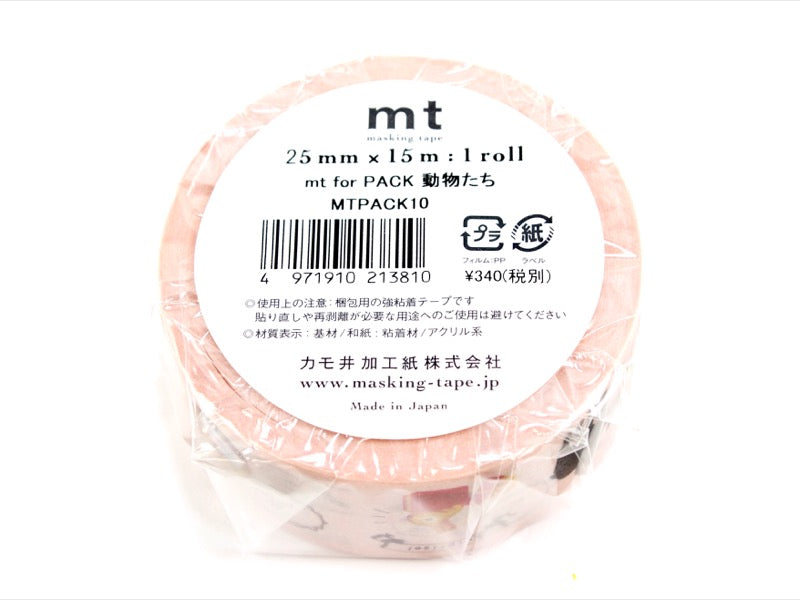 mt
masking tape
25mm x 15m : 1 roll
mt for PACK 動物たち
MTPACK10
プラ 紙
フィルム:PP ラベル
4 971910 213810
¥340(税別)
◎使用上の注意：梱包用の強粘着テープです
貼り直しや再剥離が必要な用途へのご使用は避けてください
◎材質表示：基材/和紙：粘着材/アクリル系
カモ井加工紙株式会社
www.masking-tape.jp
Made in Japan